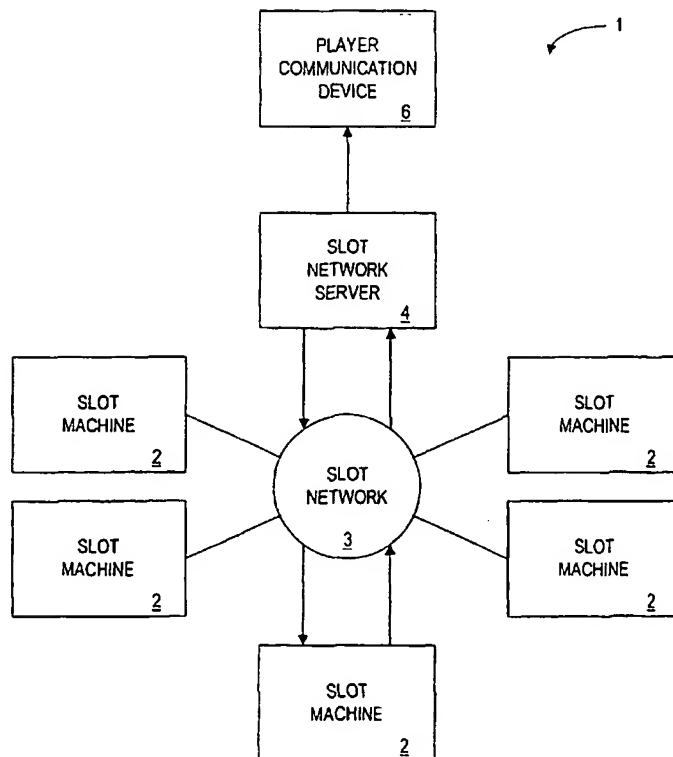 1
PLAYER
COMMUNICATION
DEVICE
6
SLOT
NETWORK
SERVER
4
SLOT
MACHINE
2
SLOT
MACHINE
2
SLOT
NETWORK
3
SLOT
MACHINE
2
SLOT
MACHINE
2
SLOT
MACHINE
2